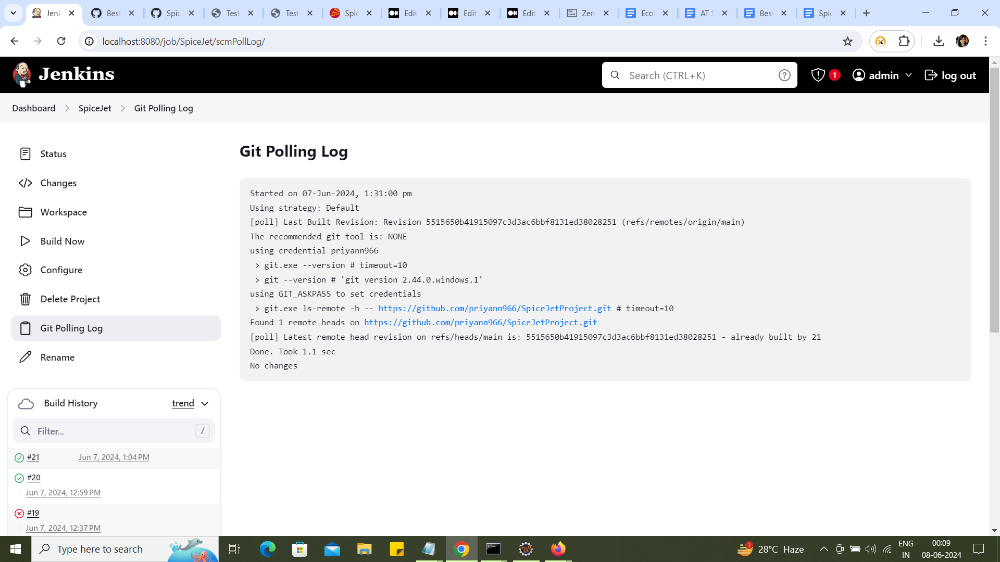 Jenk
Best
Spic
Test
Test
Spic
Edit
Edit
Edit
Zen
Eco
AT S
Best
Spic
localhost:8080/job/SpiceJet/scmPollLog/
Jenkins
Search (CTRL+K)
1
admin
log out
Dashboard
SpiceJet
Git Polling Log
Status
Changes
Workspace
Build Now
Configure
Delete Project
Git Polling Log
Rename
Git Polling Log
Started on 07-Jun-2024, 1:31:00 pm
Using strategy: Default
[poll] Last Built Revision: Revision 5515650b41915097c3d3ac6bbf8131ed38028251 (refs/remotes/origin/main)
The recommended git tool is: NONE
using credential priyann966
> git.exe --version # timeout=10
> git --version # 'git version 2.44.0.windows.1'
using GIT_ASKPASS to set credentials
> git.exe ls-remote -h -- https://github.com/priyann966/SpiceJetProject.git # timeout=10
Found 1 remote heads on https://github.com/priyann966/SpiceJetProject.git
[poll] Latest remote head revision on refs/heads/main is: 5515650b41915097c3d3ac6bbf8131ed38028251 - already built by 21
Done. Took 1.1 sec
No changes
Build History
trend
Filter...
/
#21 Jun 7, 2024, 1:04 PM
#20
Jun 7, 2024, 12:59 PM
#19
Jun 7, 2024, 12:37 PM
Type here to search
1
28°C Haze
ENG
IN
00:09
08-06-2024